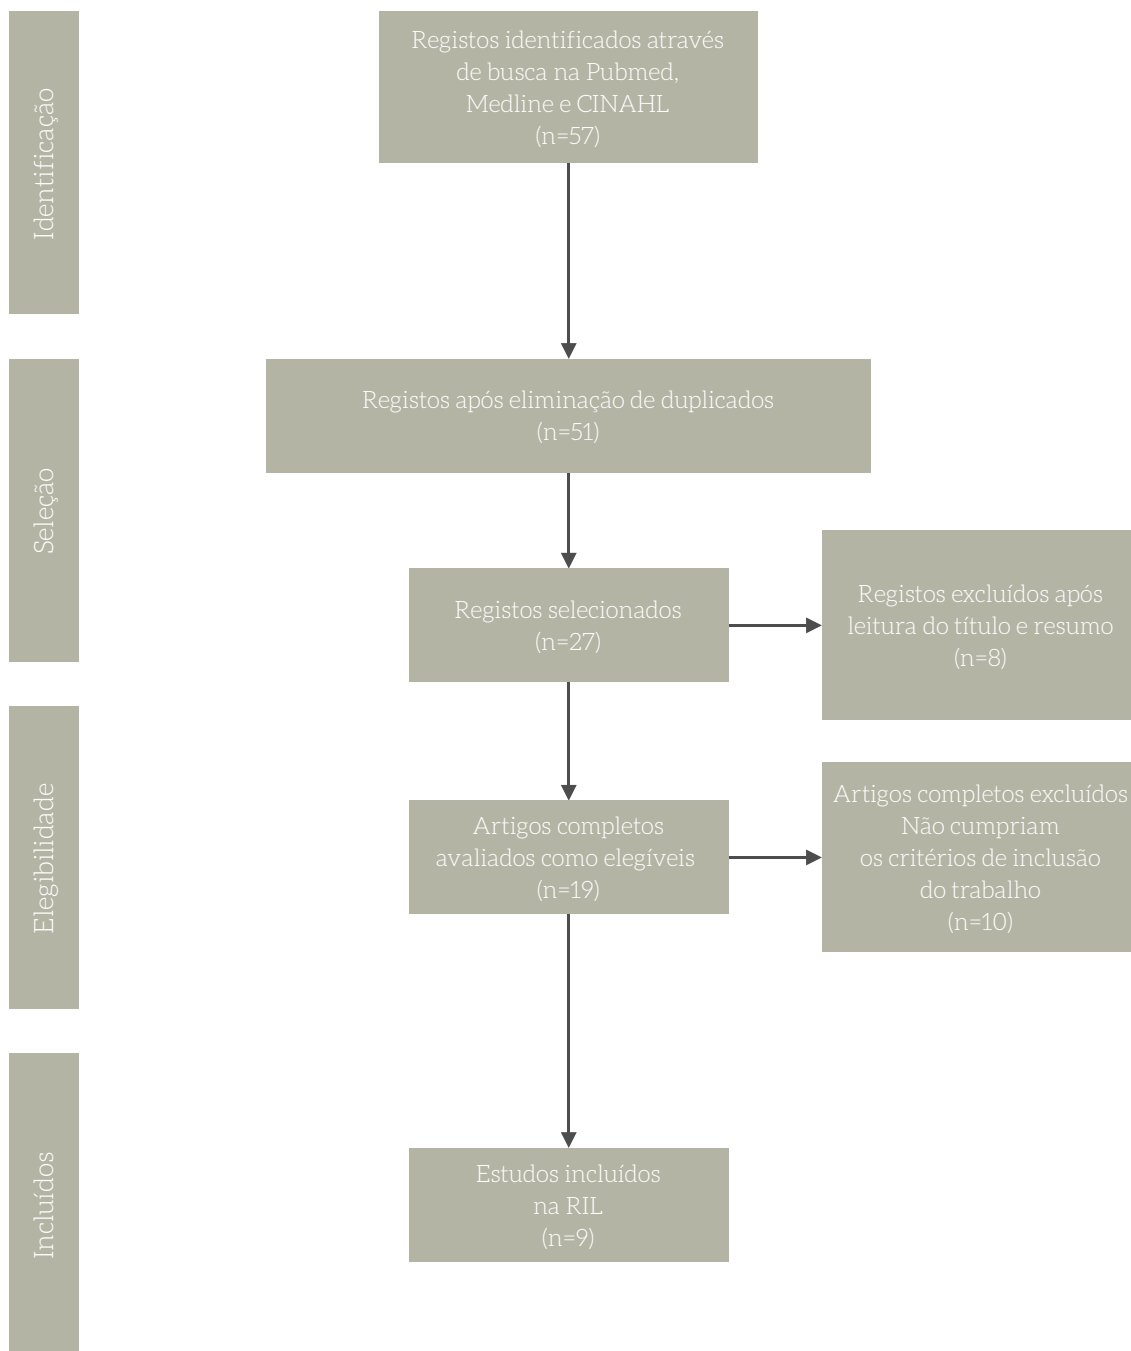 Identificação
Registos identificados através
de busca na Pubmed,
Medline e CINAHL
(n=57)
Seleção
Registos após eliminação de duplicados
(n=51)
Registos selecionados
(n=27)
Registos excluídos após
leitura do título e resumo
(n=8)
Elegibilidade
Artigos completos
avaliados como elegíveis
(n=19)
Artigos completos excluídos
Não cumpriam
os critérios de inclusão
do trabalho
(n=10)
Incluídos
Estudos incluídos
na RIL
(n=9)